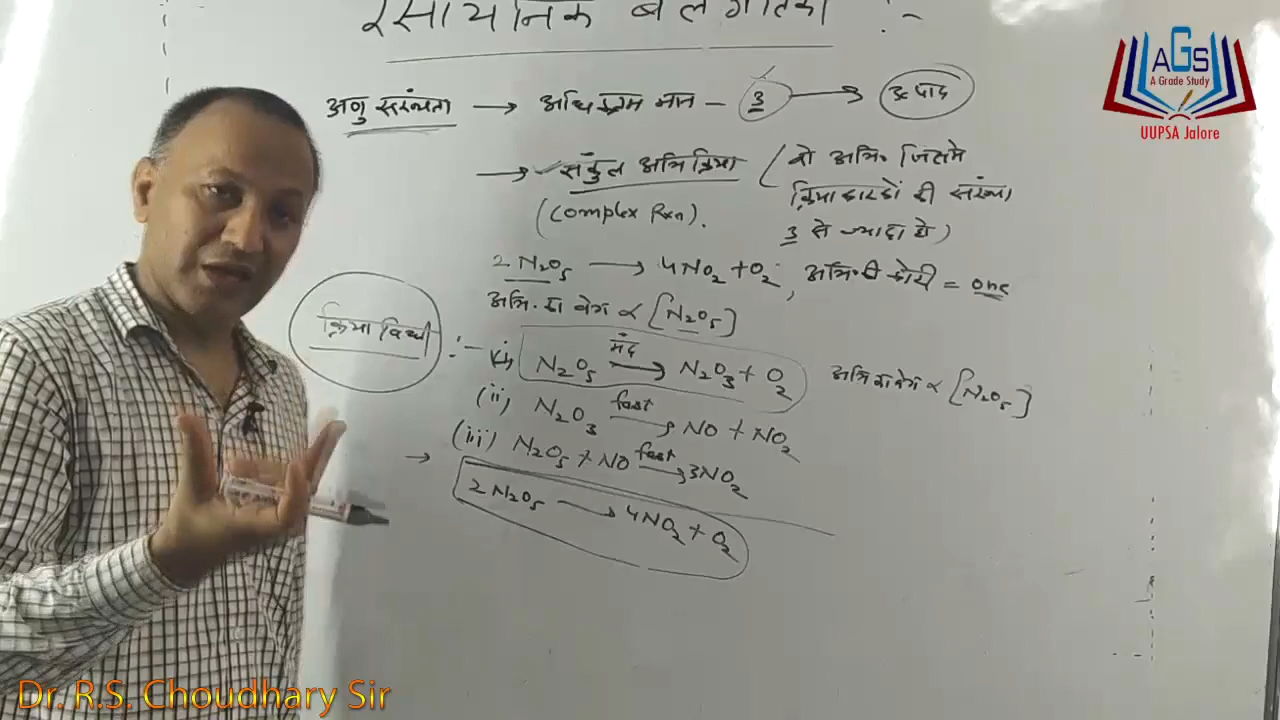 रसायनिक बलगतिकी :-
अणु संख्यता → अधिकतम मान - 3 → उत्पाद
→ संकुल अभिक्रिया ( वो अभि. जिसमे
(Complex Rxn). क्रियाकारकों की संख्या
3 से ज्यादा हो )
2N₂O₅ → 4NO₂ + O₂, अभि. की कोटी = one
अभि. का वेग ∝ [N₂O₅]
क्रिया विधी :- (i) N₂O₅ मंद → N₂O₃ + O₂ अभि का वेग ∝ [N₂O₅]
(ii) N₂O₃ fast → NO + NO₂
(iii) N₂O₅ + NO fast → 3NO₂
→ 2N₂O₅ → 4NO₂ + O₂
AGS
A Grade Study
UUPSA Jalore
Dr. R.S. Choudhary Sir